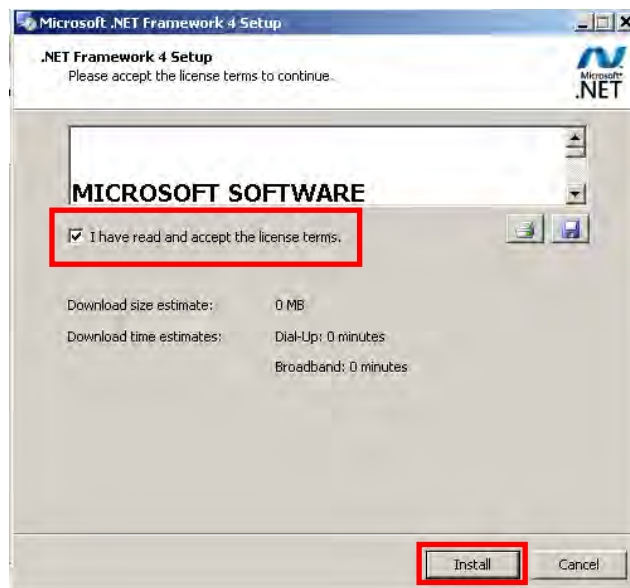 Microsoft .NET Framework 4 Setup
.NET Framework 4 Setup
Please accept the license terms to continue.
Microsoft®
.NET
MICROSOFT SOFTWARE
I have read and accept the license terms.
Download size estimate: 0 MB
Download time estimates: Dial-Up: 0 minutes
Broadband: 0 minutes
Install Cancel